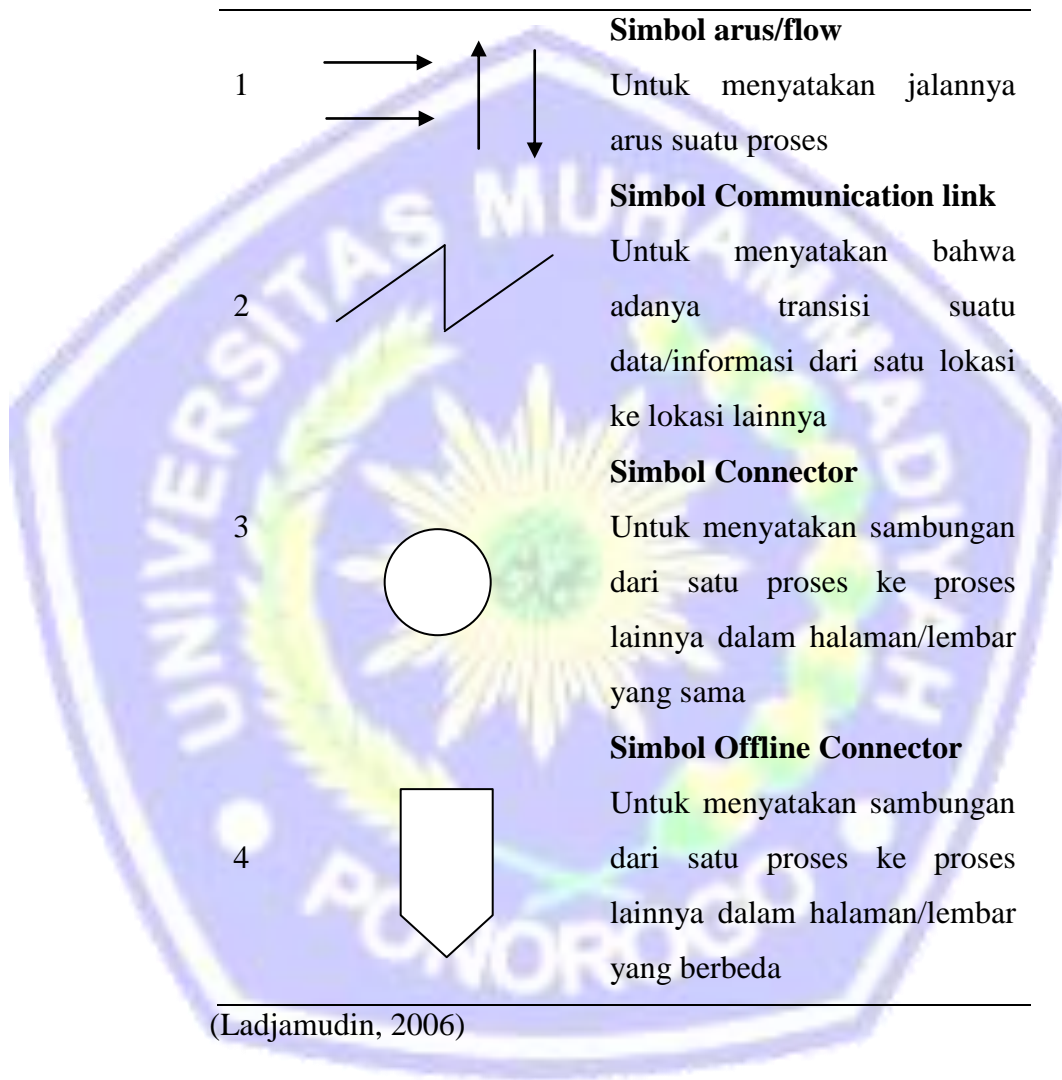 Simbol arus/flow
1
Untuk menyatakan jalannya
arus suatu proses
Simbol Communication link
2
Untuk menyatakan bahwa
adanya transisi suatu
data/informasi dari satu lokasi
ke lokasi lainnya
Simbol Connector
3
Untuk menyatakan sambungan
dari satu proses ke proses
lainnya dalam halaman/lembar
yang sama
Simbol Offline Connector
4
Untuk menyatakan sambungan
dari satu proses ke proses
lainnya dalam halaman/lembar
yang berbeda
(Ladjamudin, 2006)
UNIVERSITAS MUHAMMADIYAH
PONOROGO